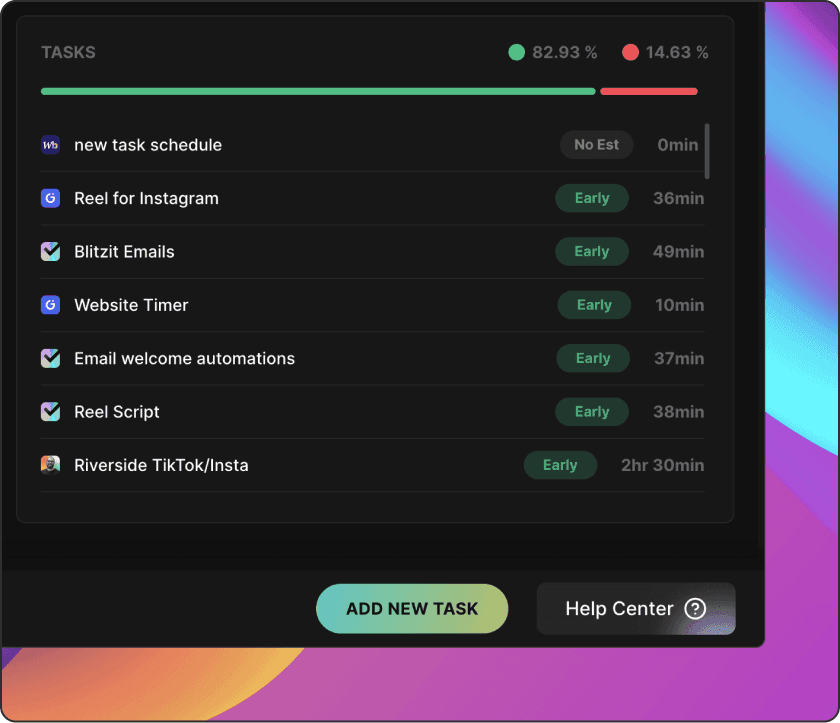 TASKS 82.93 % 14.63 %
Wb new task schedule No Est 0min
Reel for Instagram Early 36min
Blitzit Emails Early 49min
Website Timer Early 10min
Email welcome automations Early 37min
Reel Script Early 38min
Riverside TikTok/Insta Early 2hr 30min
ADD NEW TASK Help Center ?